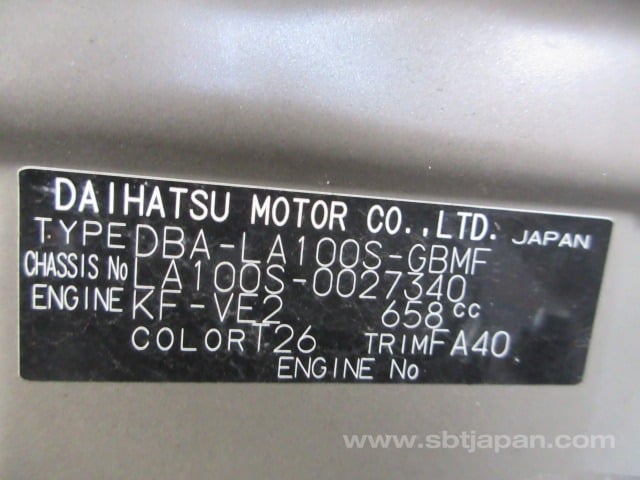 DAIHATSU MOTOR CO.,LTD. JAPAN
TYPE DBA-LA100S-GBMF
CHASSIS No LA100S-0027340
ENGINE KF-VE2 658cc
COLOR T26 TRIM FA40
ENGINE No
www.sbtjapan.com